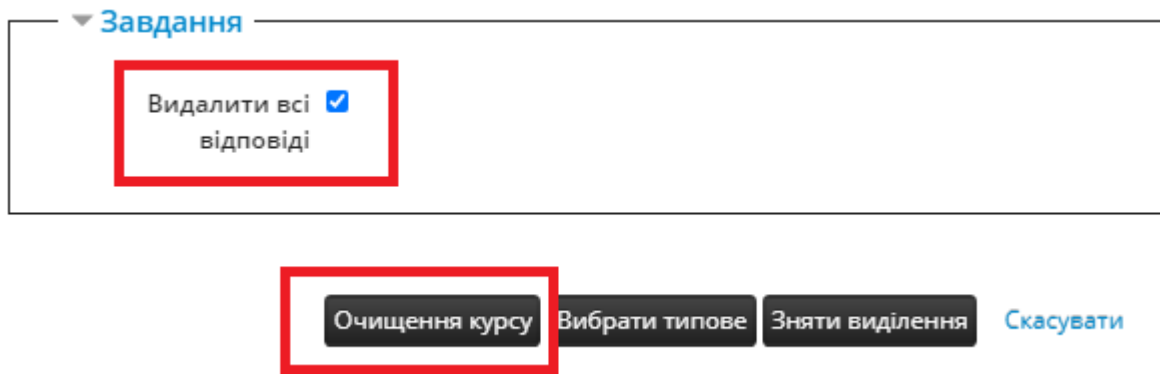 Завдання
Видалити всі
відповіді
Очищення курсу Вибрати типове Зняти виділення Скасувати